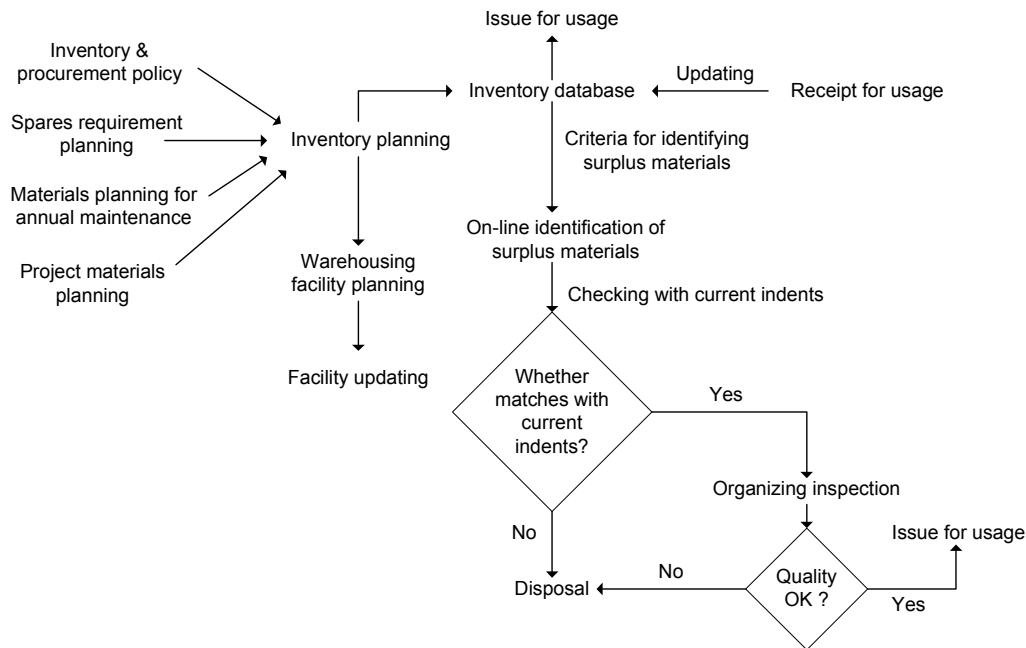 Issue for usage
Inventory &
procurement policy
Updating
Inventory database
Receipt for usage
Spares requirement
planning
Inventory planning
Criteria for identifying
surplus materials
Materials planning for
annual maintenance
On-line identification of
surplus materials
Project materials
planning
Warehousing
facility planning
Checking with current indents
Facility updating
Whether
matches with
current
indents?
Yes
Organizing inspection
No
Issue for usage
Disposal
No
Quality
OK ?
Yes